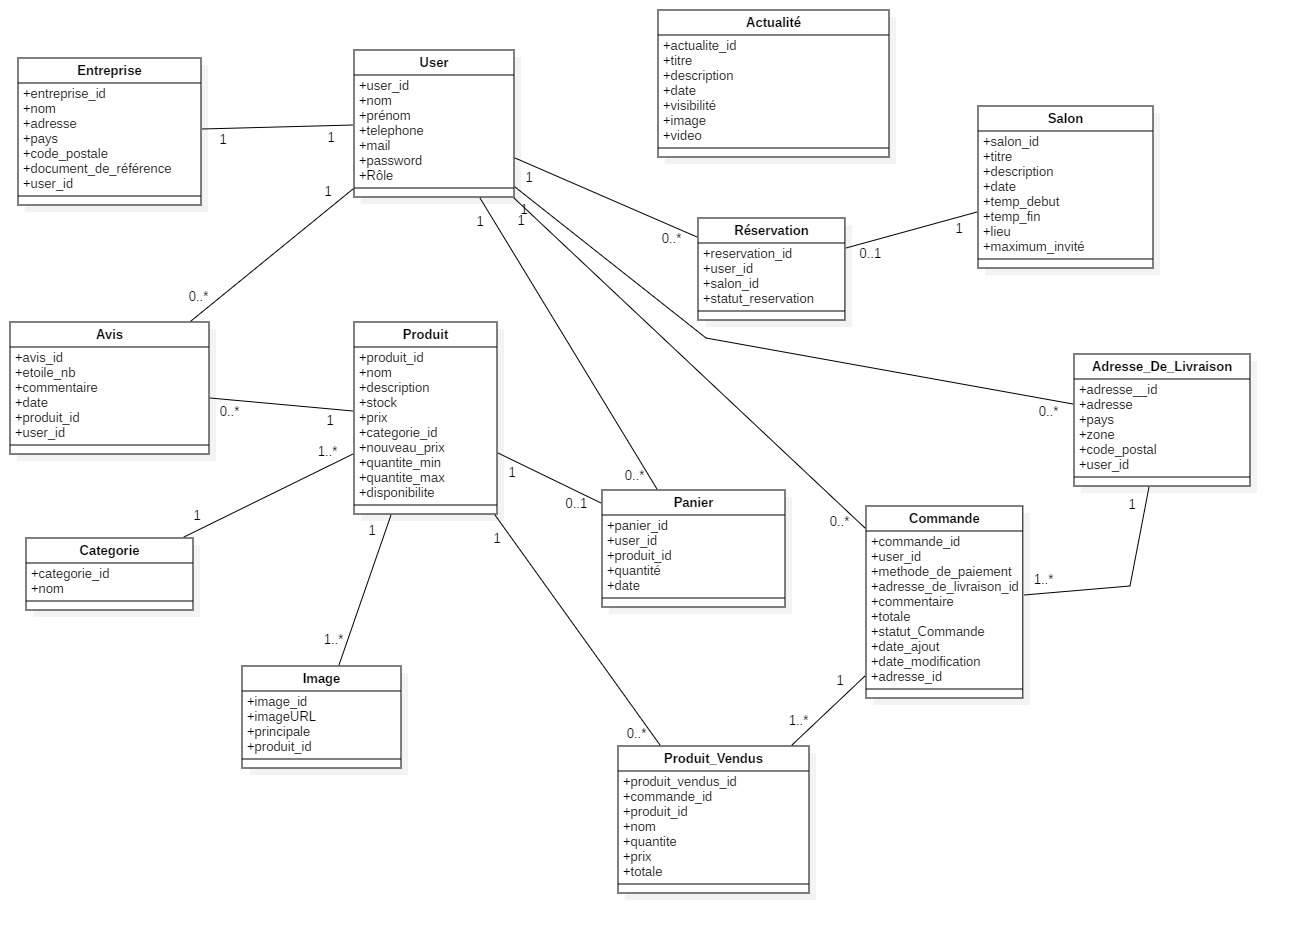 Entreprise
+entreprise_id
+nom
+adresse
+pays
+code_postale
+document_de_référence
+user_id
1
1
User
+user_id
+nom
+prénom
+telephone
+mail
+password
+Rôle
Actualité
+actualite_id
+titre
+description
+date
+visibilité
+image
+video
Salon
+salon_id
+titre
+description
+date
+temp_debut
+temp_fin
+lieu
+maximum_invité
1
0..*
1
0..*
1
1
1
Réservation
+reservation_id
+user_id
+salon_id
+statut_reservation
0..1
1
Avis
+avis_id
+etoile_nb
+commentaire
+date
+produit_id
+user_id
0..*
1
Produit
+produit_id
+nom
+description
+stock
+prix
+categorie_id
+nouveau_prix
+quantite_min
+quantite_max
+disponibilite
Adresse_De_Livraison
+adresse__id
+adresse
+pays
+zone
+code_postal
+user_id
0..*
1..*
1
1
0..1
0..*
Panier
+panier_id
+user_id
+produit_id
+quantité
+date
0..*
Commande
+commande_id
+user_id
+methode_de_paiement
+adresse_de_livraison_id
+commentaire
+totale
+statut_Commande
+date_ajout
+date_modification
+adresse_id
1
1..*
Categorie
+categorie_id
+nom
1
1..*
1
0..*
1
1..*
Image
+image_id
+imageURL
+principale
+produit_id
Produit_Vendus
+produit_vendus_id
+commande_id
+produit_id
+nom
+quantite
+prix
+totale